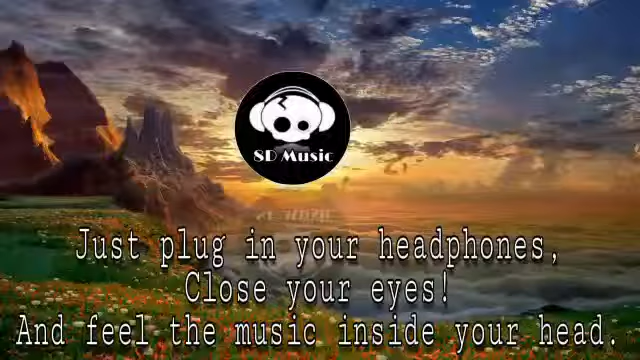 8D Music
Just plug in your headphones,
Close your eyes!
And feel the music inside your head.